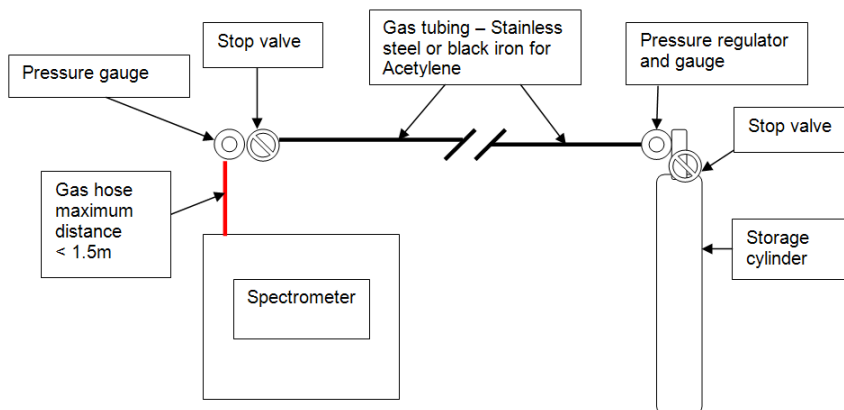 Stop valve
Pressure gauge
Gas tubing – Stainless
steel or black iron for
Acetylene
Pressure regulator
and gauge
Stop valve
Gas hose
maximum
distance
< 1.5m
Spectrometer
Storage
cylinder